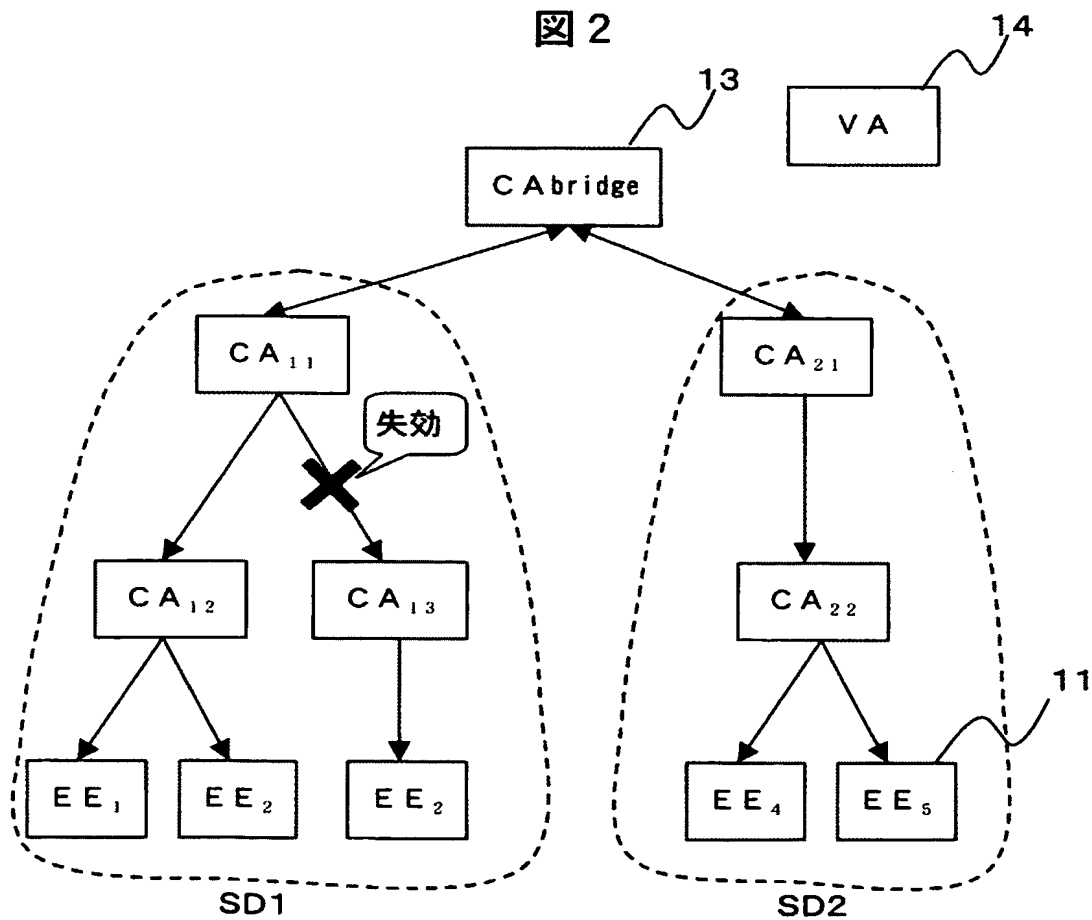 図2
14
13
VA
CAbridge
CA₁₁
CA₂₁
失効
CA₁₂
CA₁₃
CA₂₂
11
EE₁
EE₂
EE₂
EE₄
EE₅
SD1
SD2